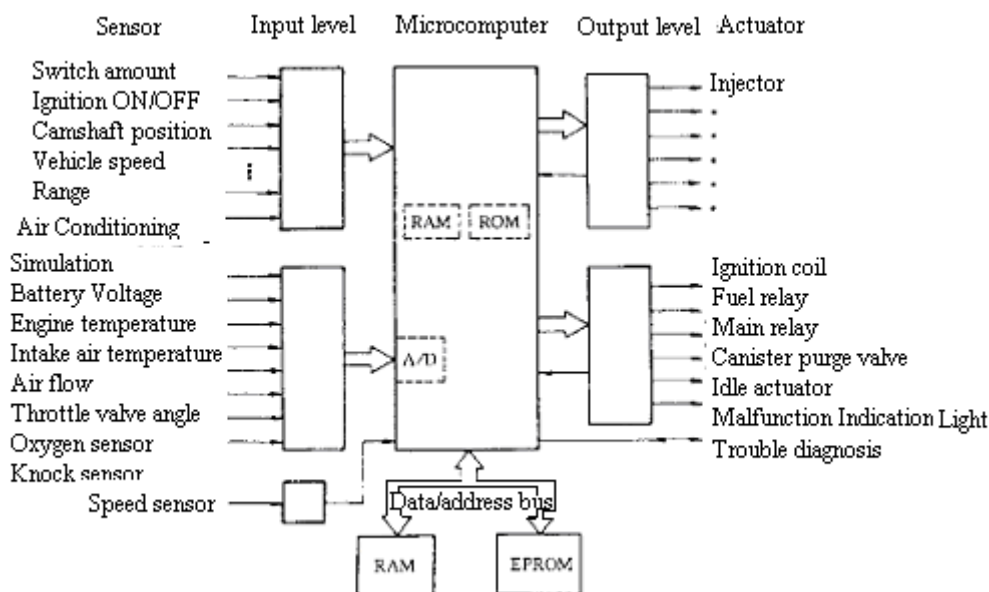 Sensor Input level Microcomputer Output level Actuator
Switch amount
Ignition ON/OFF
Camshaft position
Vehicle speed
Range
Air Conditioning
Simulation
Battery Voltage
Engine temperature
Intake air temperature
Air flow
Throttle valve angle
Oxygen sensor
Knock sensor
Speed sensor
RAM ROM
A/D
Data/address bus
RAM EPROM
Injector
Ignition coil
Fuel relay
Main relay
Canister purge valve
Idle actuator
Malfunction Indication Light
Trouble diagnosis